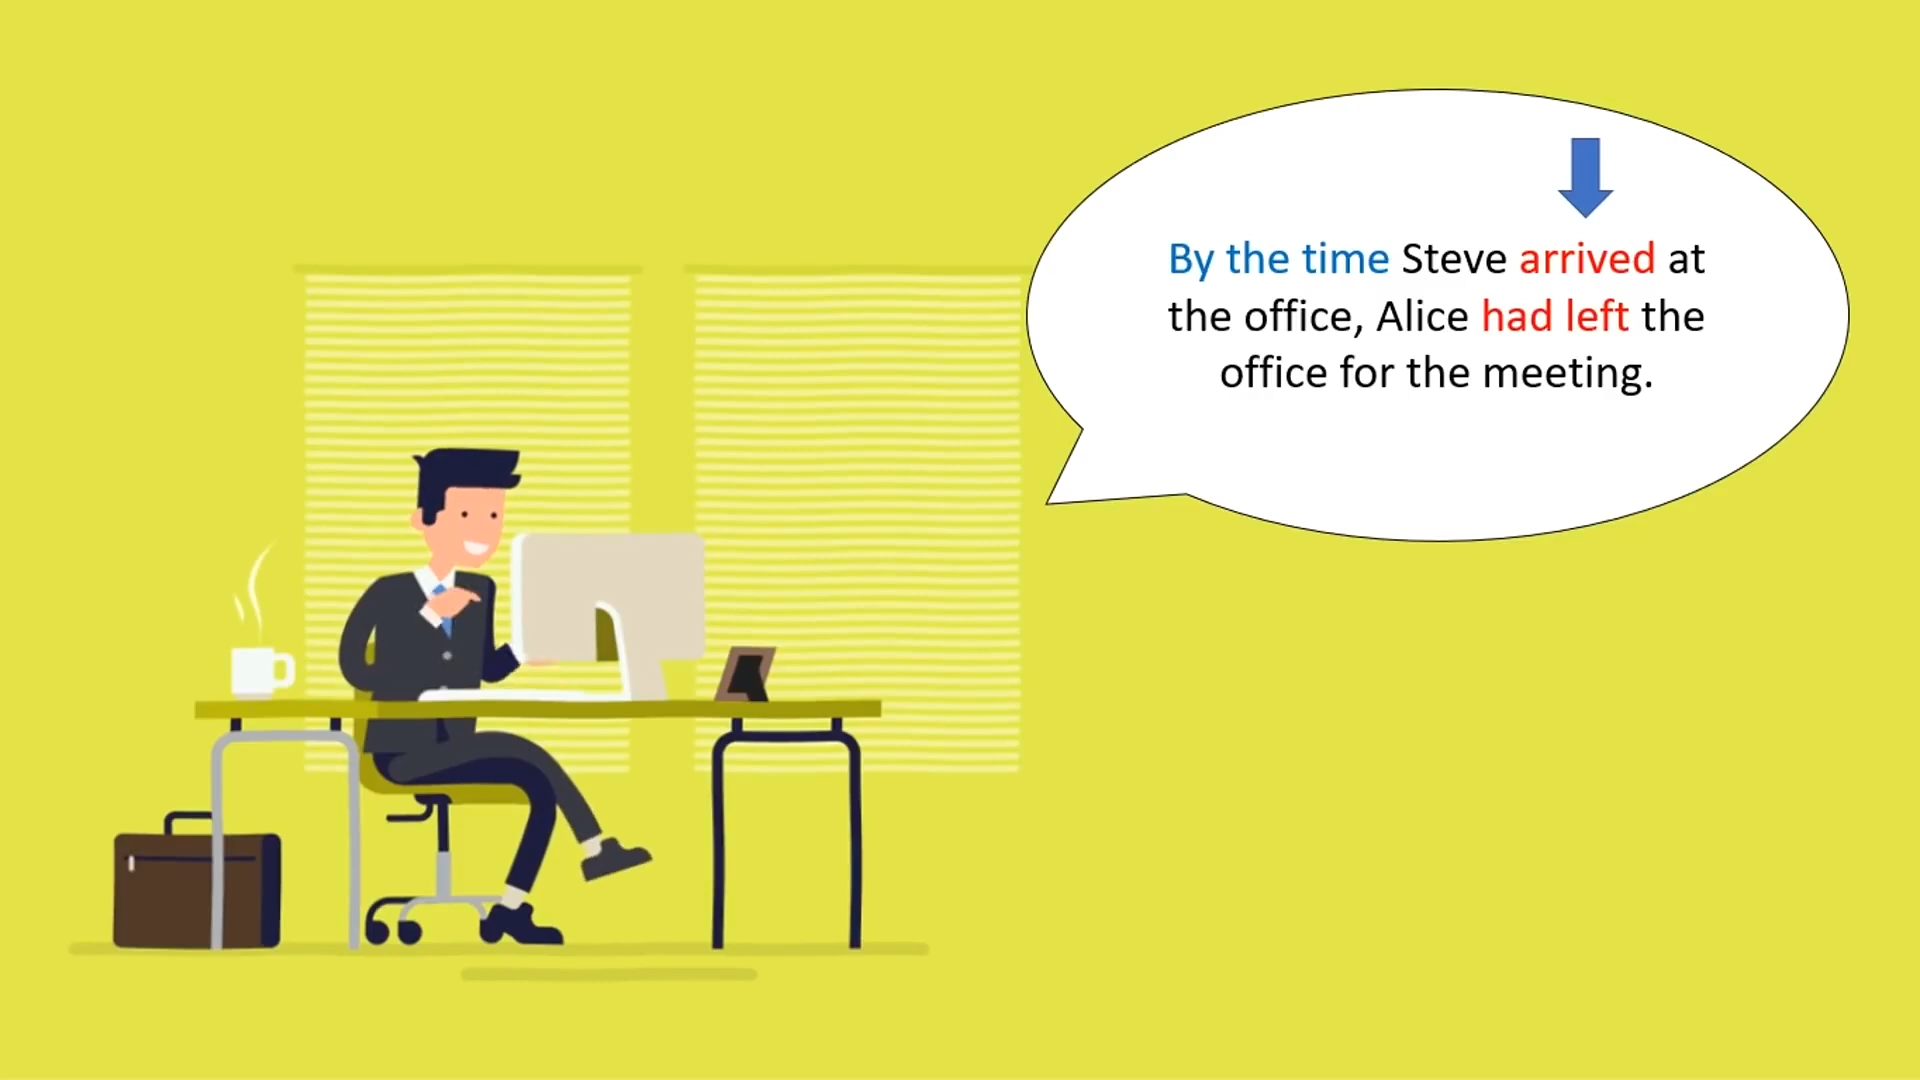 By the time Steve arrived at
the office, Alice had left the
office for the meeting.